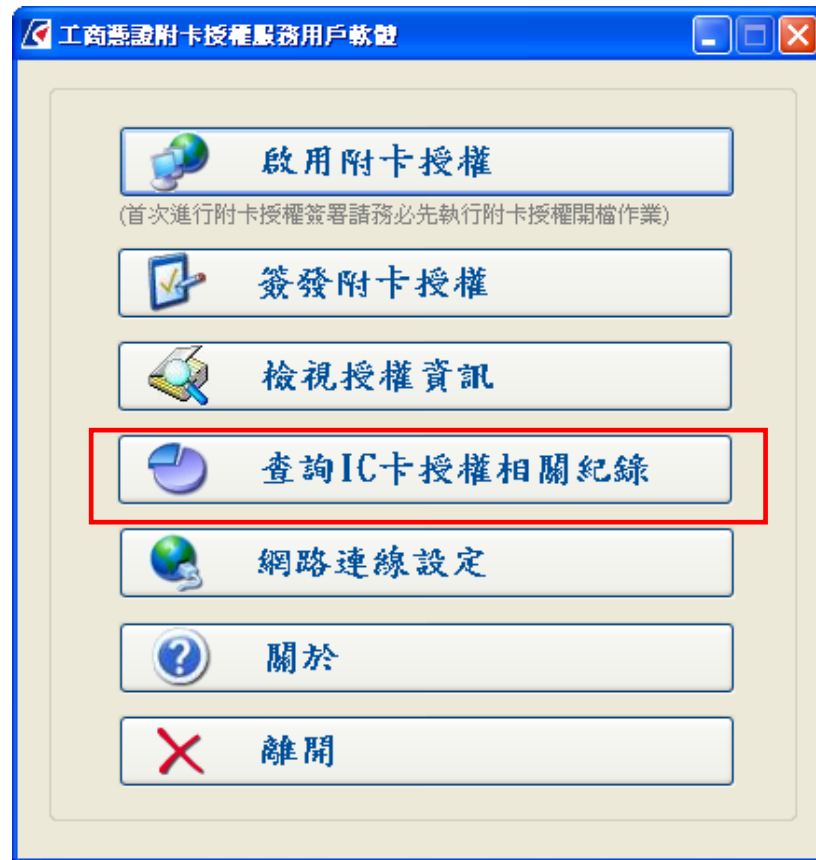 工商憑證附卡授權服務用戶軟體
啟用附卡授權
(首次進行附卡授權簽署請務必先執行附卡授權開檔作業)
簽發附卡授權
檢視授權資訊
查詢IC卡授權相關紀錄
網路連線設定
關於
離開